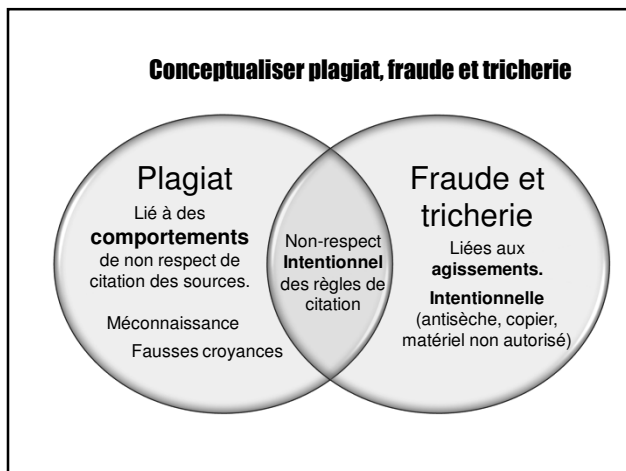 Conceptualiser plagiat, fraude et tricherie
Plagiat
Lié à des
comportements
de non respect de
citation des sources.
Méconnaissance
Fausses croyances
Non-respect
Intentionnel
des règles de
citation
Fraude et
tricherie
Liées aux
agissements.
Intentionnelle
(antisèche, copier,
matériel non autorisé)